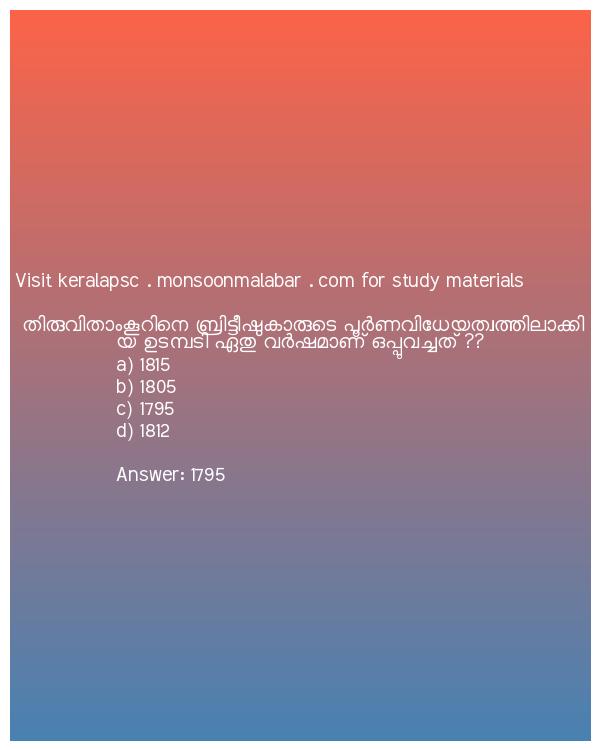 Visit keralapsc . monsoonmalabar . com for study materials
തിരുവിതാംകൂറിനെ ബ്രിട്ടീഷുകാരുടെ പൂർണവിധേയത്വത്തിലാക്കി
യ ഉടമ്പടി ഏതു വർഷമാണ് ഒപ്പുവച്ചത് ??
a) 1815
b) 1805
c) 1795
d) 1812
Answer: 1795